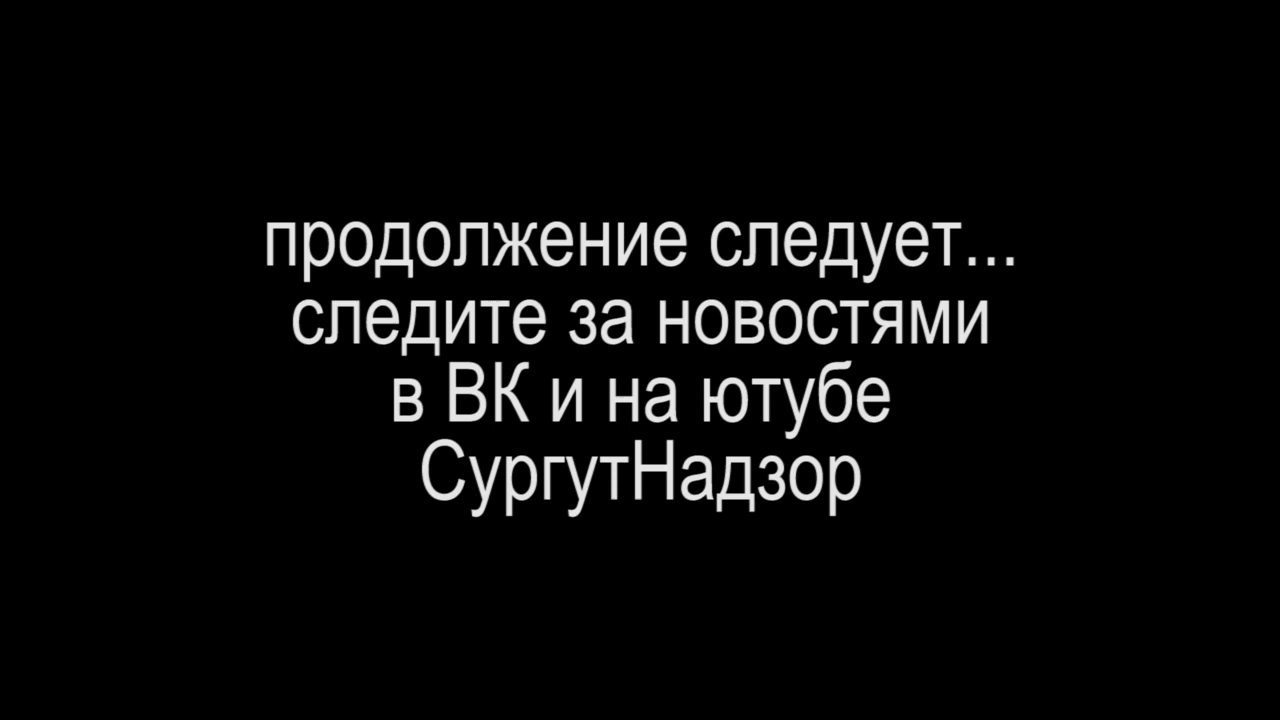 продолжение следует...
следите за новостями
в ВК и на ютубе
СургутНадзор